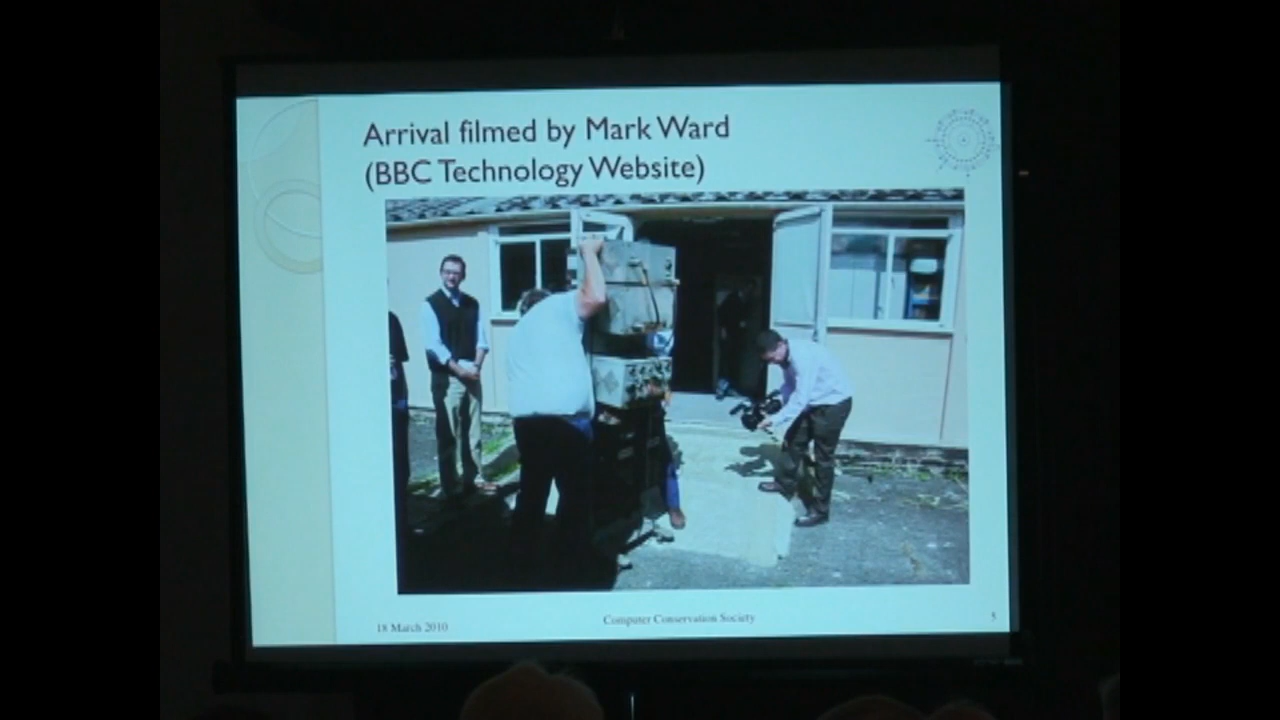 Arrival filmed by Mark Ward
(BBC Technology Website)
18 March 2010
Computer Conservation Society
5